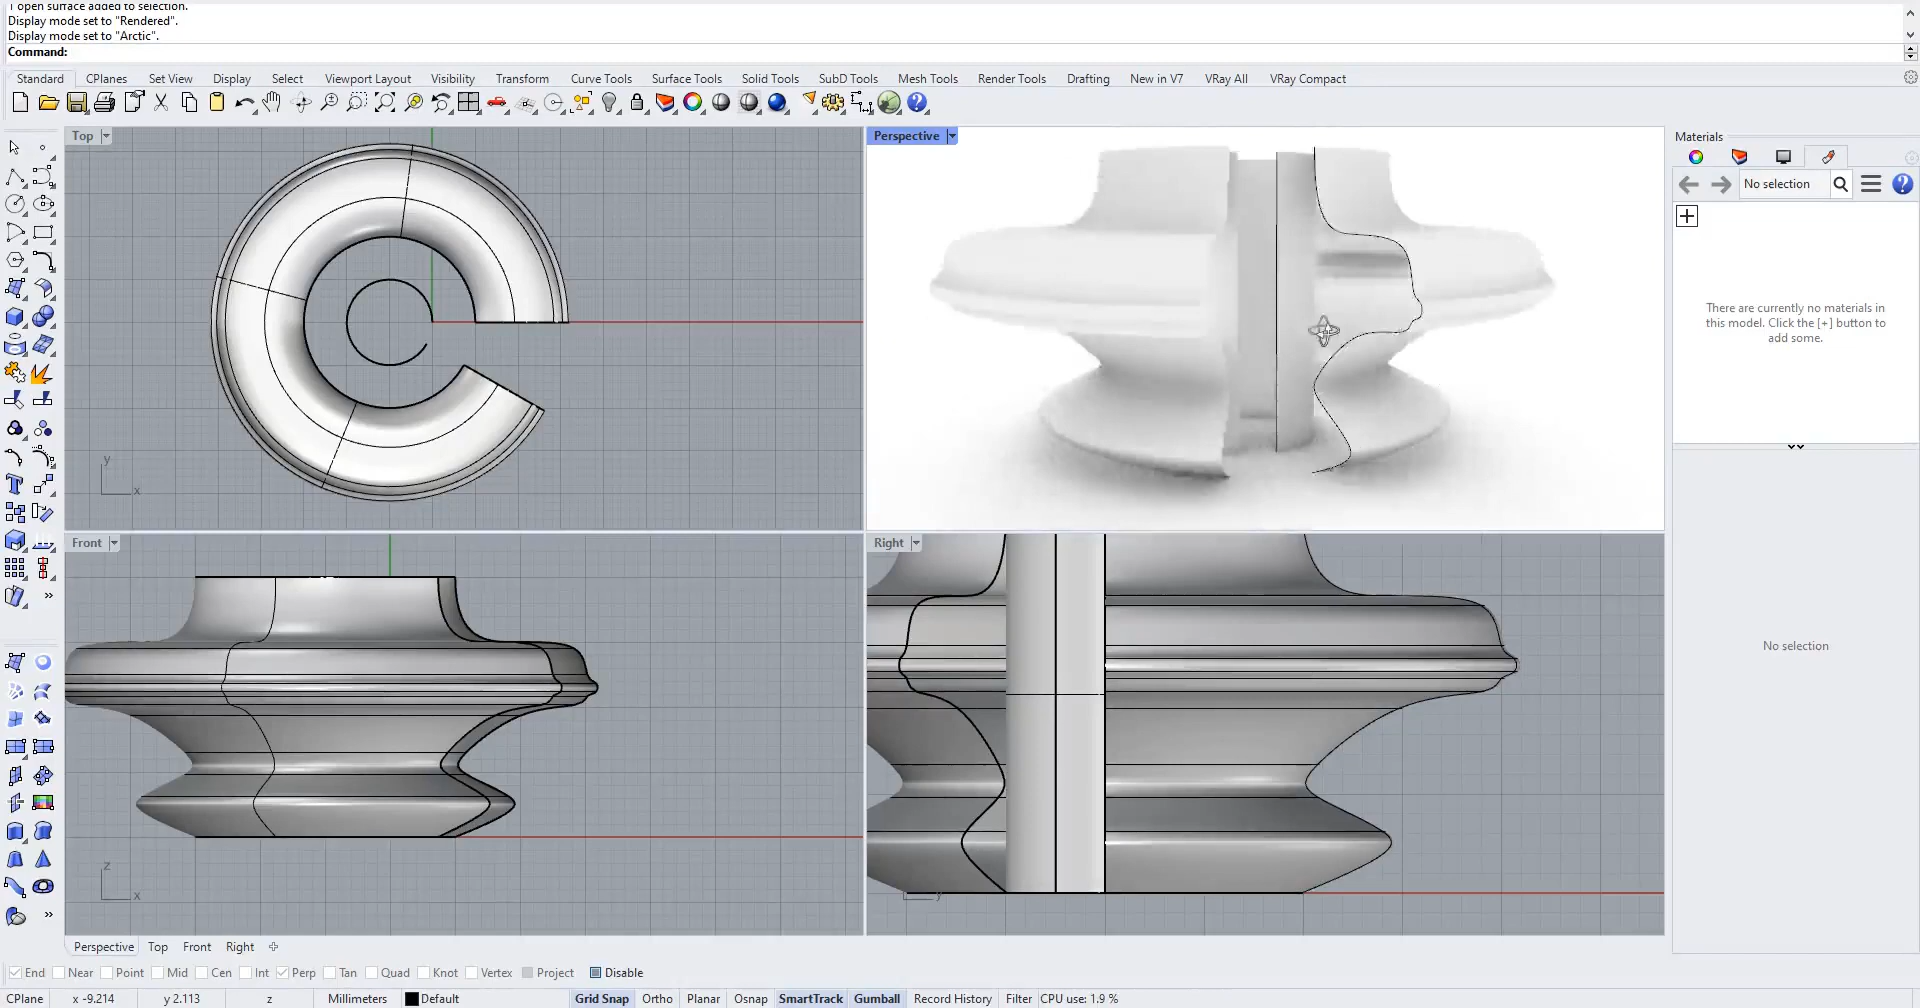 1 open surface added to selection.
Display mode set to "Rendered".
Display mode set to "Arctic".
Command:
Standard CPlanes Set View Display Select Viewport Layout Visibility Transform Curve Tools Surface Tools Solid Tools SubD Tools Mesh Tools Render Tools Drafting New in V7 VRay All VRay Compact
Top
Perspective
Materials
No selection
There are currently no materials in
this model. Click the [+] button to
add some.
y
x
Front
Right
No selection
z
x
y
Perspective Top Front Right
End Near Point Mid Cen Int Perp Tan Quad Knot Vertex Project Disable
CPlane x -9.214 y 2.113 z Millimeters Default Grid Snap Ortho Planar Osnap SmartTrack Gumball Record History Filter CPU use: 1.9 %